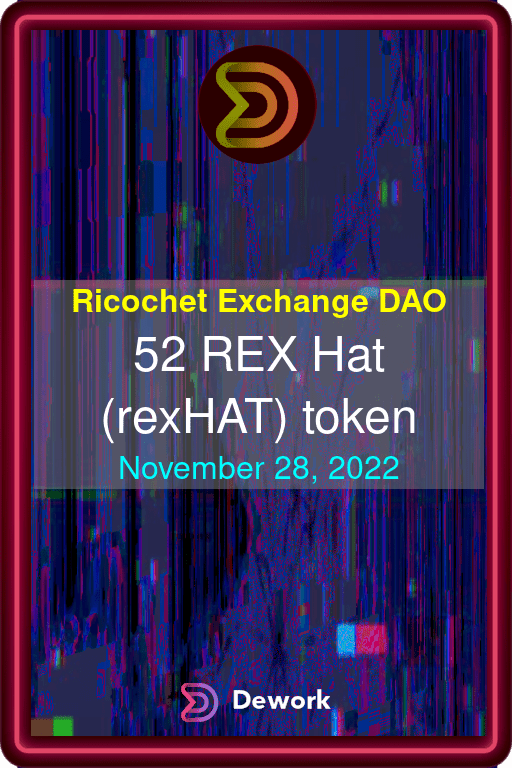 Ricochet Exchange DAO
52 REX Hat
(rexHAT) token
November 28, 2022
Dework